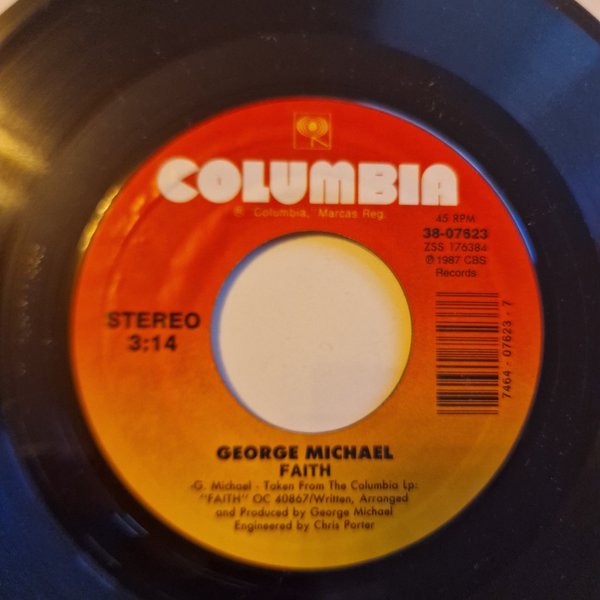 COLUMBIA
® "Columbia," Marcas Reg.
45 RPM
38-07623
ZSS 176384
℗ 1987 CBS
Records
STEREO
3:14
7464 - 07623 - 7
GEORGE MICHAEL
FAITH
-G. Michael - Taken From The Columbia Lp:
"FAITH" OC 40867/Written, Arranged
and Produced by George Michael
Engineered by Chris Porter